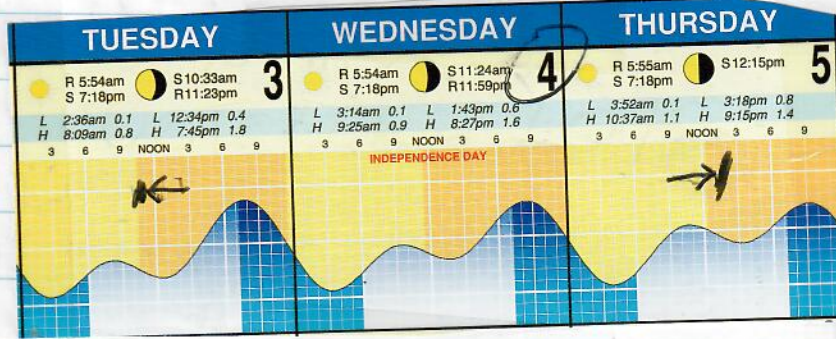 TUESDAY
R 5:54am S10:33am 3
S 7:18pm R11:23pm
L 2:36am 0.1 L 12:34pm 0.4
H 8:09am 0.8 H 7:45pm 1.8
3 6 9 NOON 3 6 9
WEDNESDAY
R 5:54am S11:24am 4
S 7:18pm R11:59pm
L 3:14am 0.1 L 1:43pm 0.6
H 9:25am 0.9 H 8:27pm 1.6
3 6 9 NOON 3 6 9
INDEPENDENCE DAY
THURSDAY
R 5:55am S12:15pm 5
S 7:18pm
L 3:52am 0.1 L 3:18pm 0.8
H 10:37am 1.1 H 9:15pm 1.4
3 6 9 NOON 3 6 9